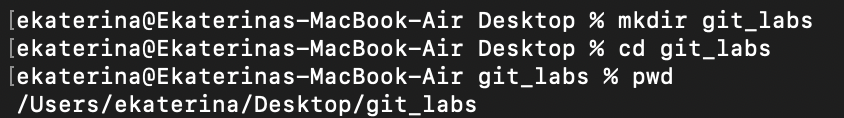 [ekaterina@Ekaterinas-MacBook-Air Desktop % mkdir git_labs
[ekaterina@Ekaterinas-MacBook-Air Desktop % cd git_labs
[ekaterina@Ekaterinas-MacBook-Air git_labs % pwd
/Users/ekaterina/Desktop/git_labs